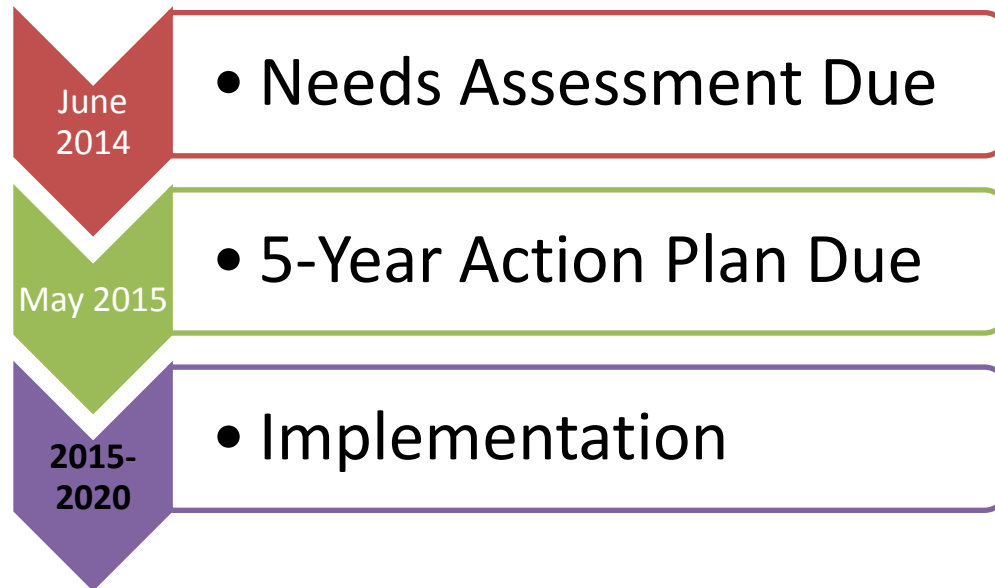 June
2014
• Needs Assessment Due
May 2015
• 5-Year Action Plan Due
2015-
2020
• Implementation